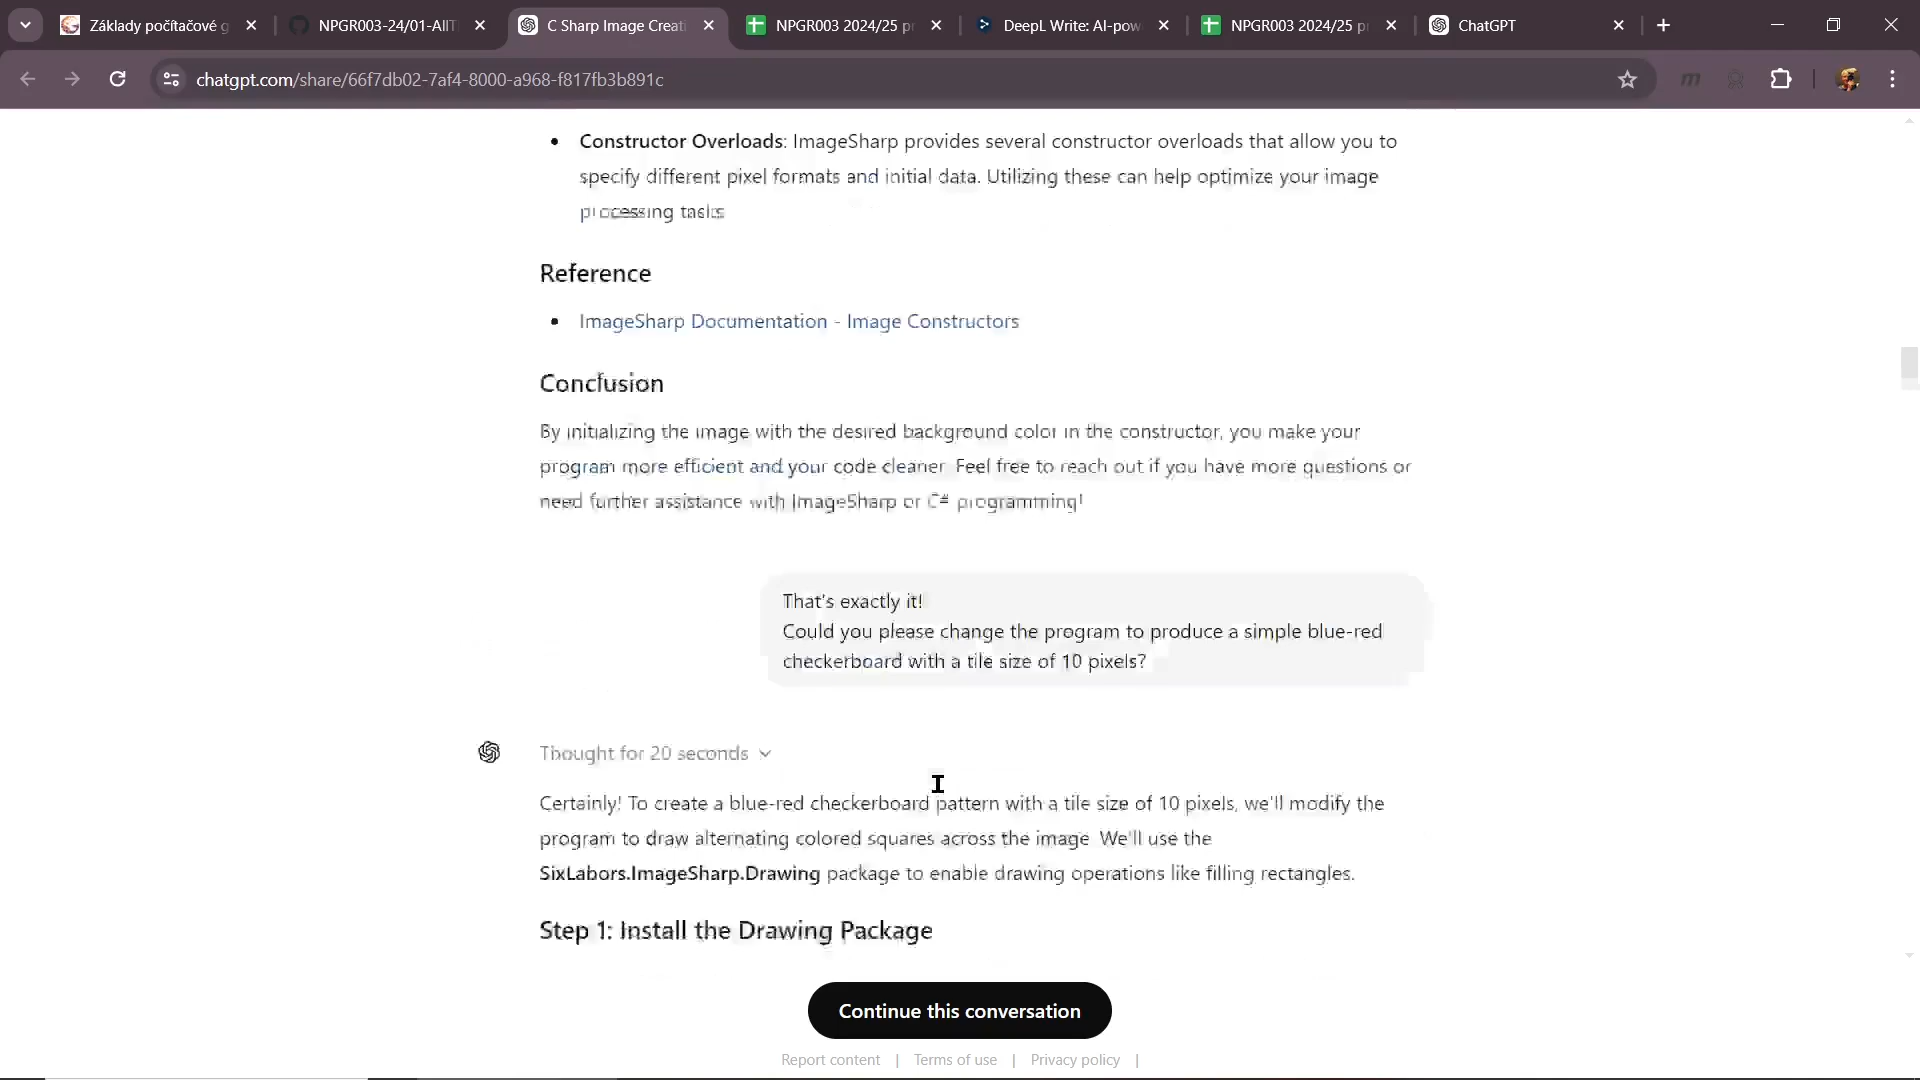 Základy počítačové g
NPGR003-24/01-AllT
C Sharp Image Creati
NPGR003 2024/25 p
DeepL Write: AI-pow
NPGR003 2024/25 p
ChatGPT
chatgpt.com/share/66f7db02-7af4-8000-a968-f817fb3b891c
• Constructor Overloads: ImageSharp provides several constructor overloads that allow you to
specify different pixel formats and initial data. Utilizing these can help optimize your image
processing tasks.
Reference
• ImageSharp Documentation - Image Constructors
Conclusion
By initializing the image with the desired background color in the constructor, you make your
program more efficient and your code cleaner. Feel free to reach out if you have more questions or
need further assistance with ImageSharp or C# programming!
That's exactly it!
Could you please change the program to produce a simple blue-red
checkerboard with a tile size of 10 pixels?
Thought for 20 seconds
Certainly! To create a blue-red checkerboard pattern with a tile size of 10 pixels, we'll modify the
program to draw alternating colored squares across the image. We'll use the
SixLabors.ImageSharp.Drawing package to enable drawing operations like filling rectangles.
Step 1: Install the Drawing Package
Continue this conversation
Report content | Terms of use | Privacy policy |